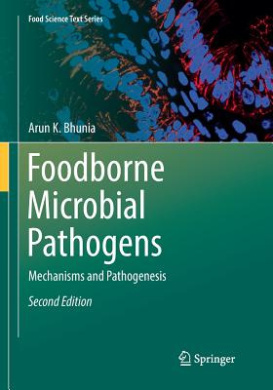 Food Science Text Series
Arun K. Bhunia
Foodborne
Microbial
Pathogens
Mechanisms and Pathogenesis
Second Edition
Springer